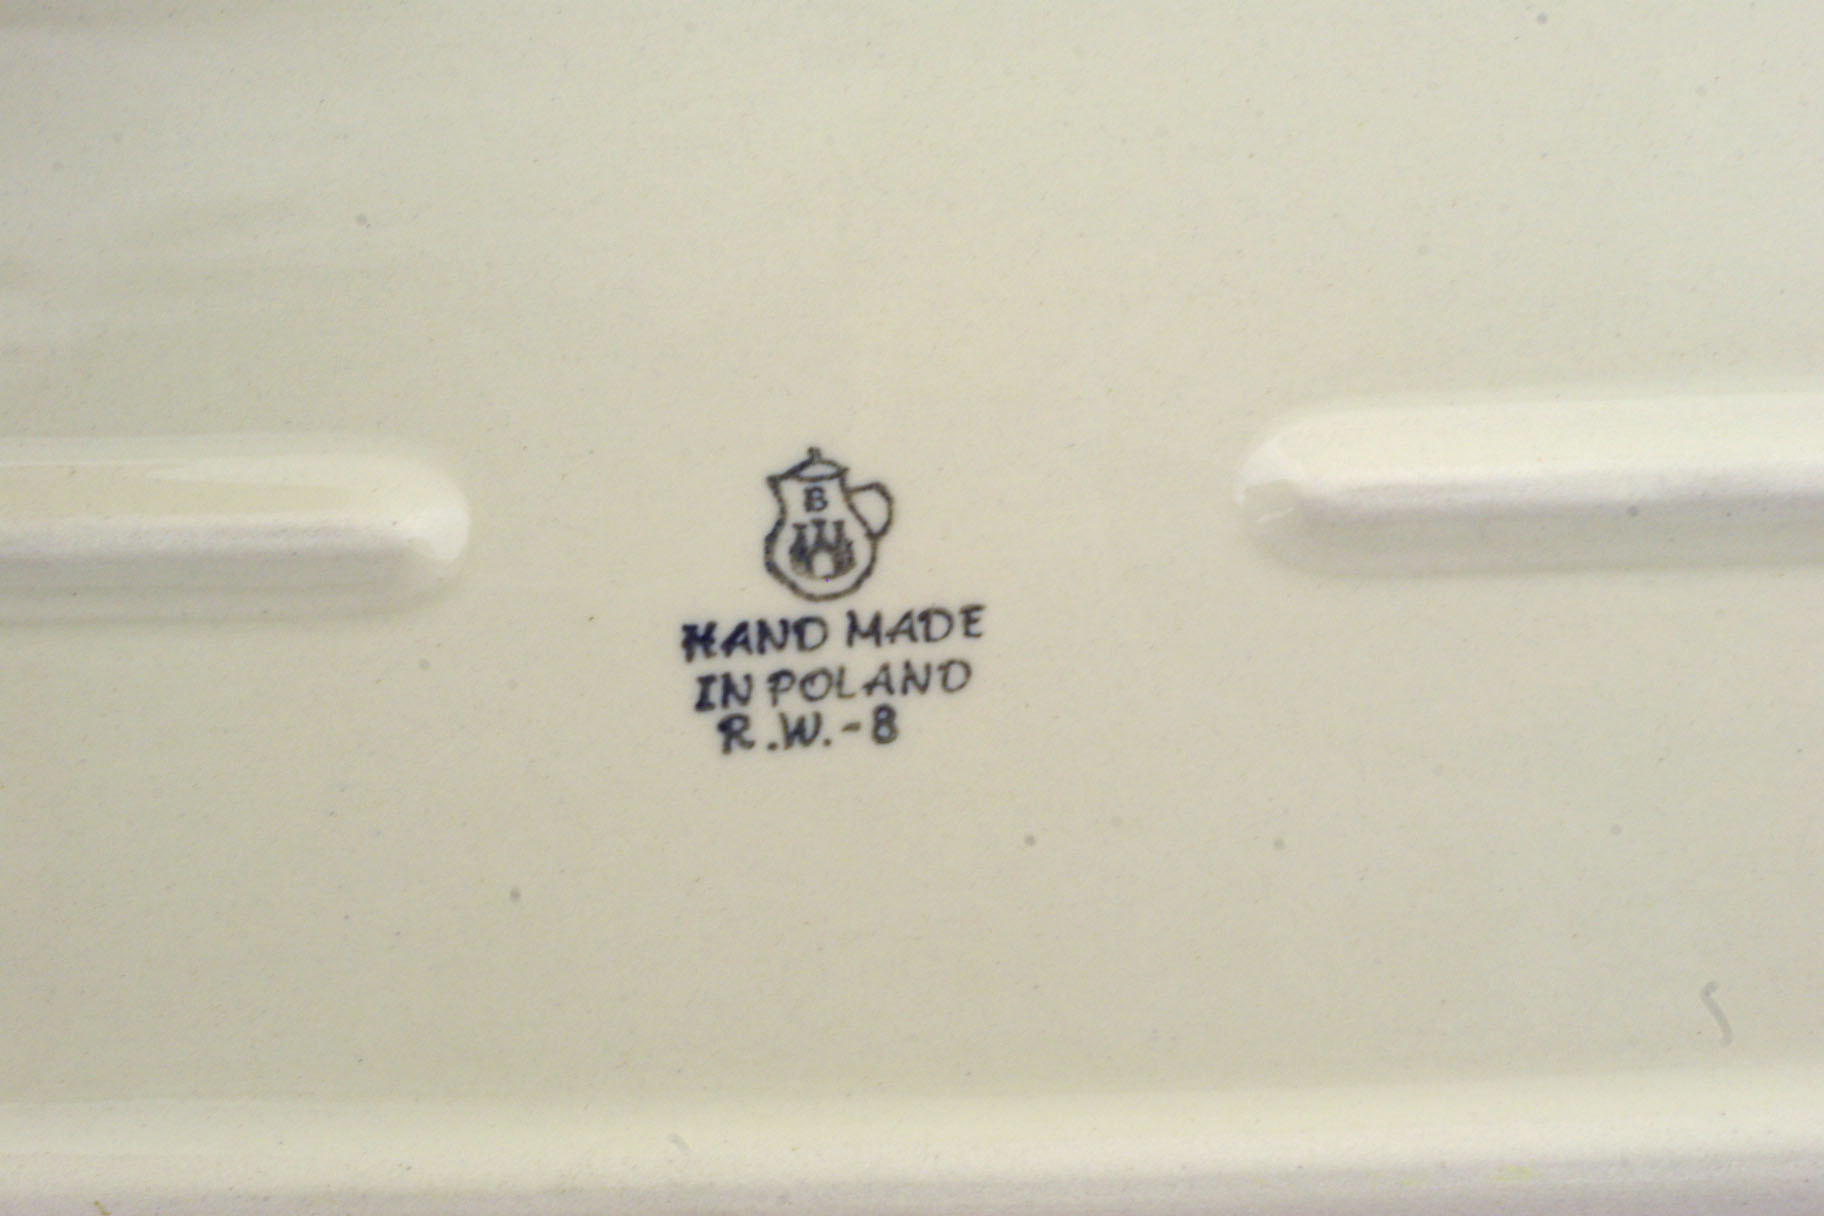 B
HAND MADE
IN POLAND
R.W.-8